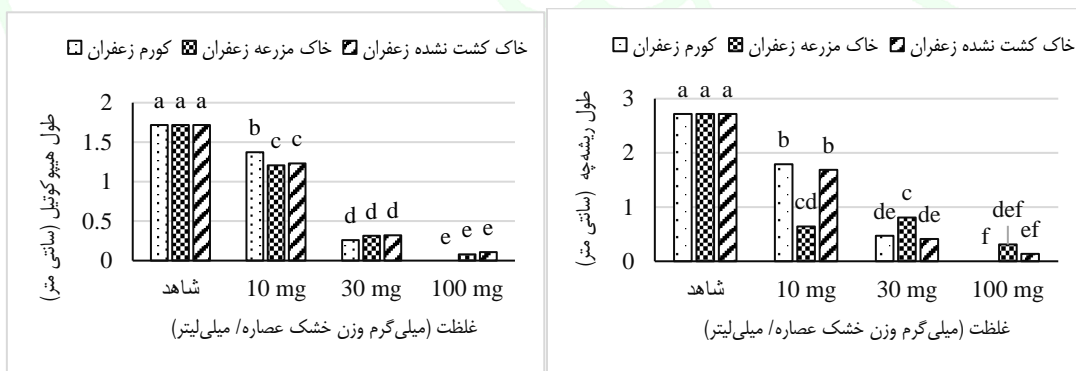 کورم زعفران خاک مزرعه زعفران خاک کشت نشده زعفران
طول هیپوکوتیل (سانتی متر)
2
1.5
1
0.5
0
a a a
b c c
d d d
e e e
شاهد 10 mg 30 mg 100 mg
غلظت (میلی‌گرم وزن خشک عصاره/ میلی‌لیتر)
کورم زعفران خاک مزرعه زعفران خاک کشت نشده زعفران
طول ریشه‌چه (سانتی متر)
3
2
1
0
a a a
b cd b
de c de
f def ef
شاهد 10 mg 30 mg 100 mg
غلظت (میلی‌گرم وزن خشک عصاره/ میلی‌لیتر)